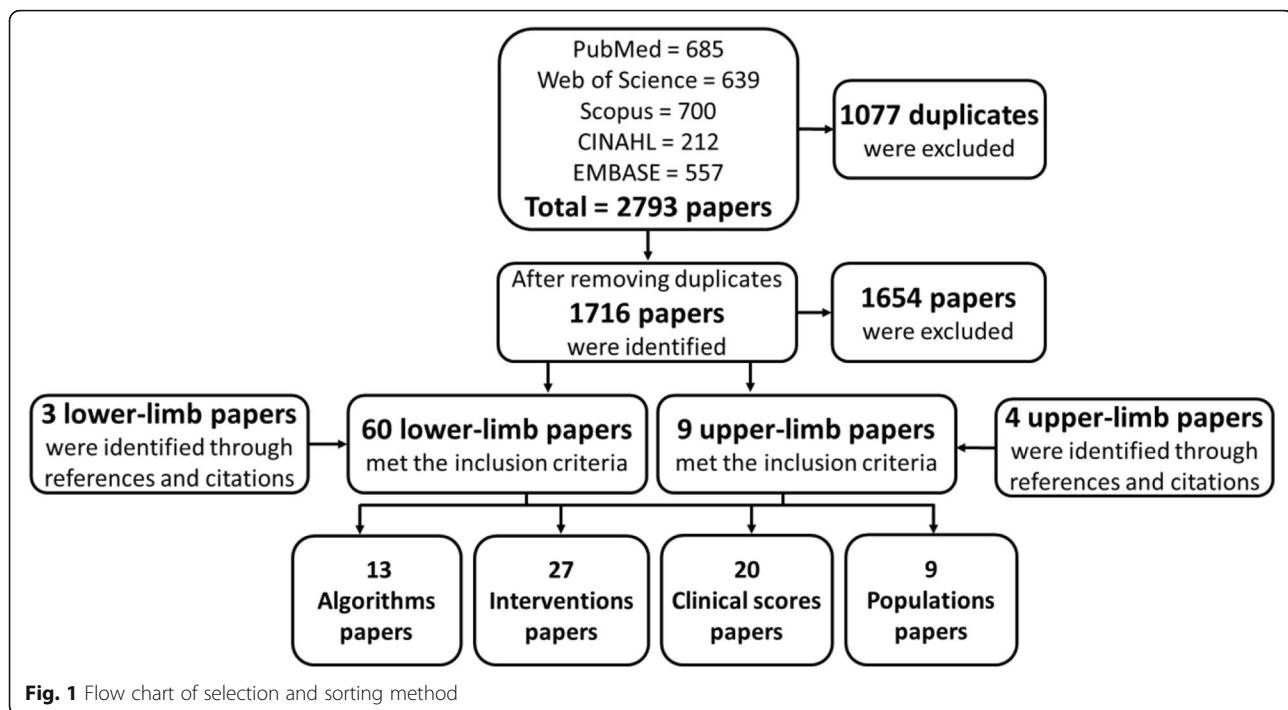 PubMed = 685
Web of Science = 639
Scopus = 700
CINAHL = 212
EMBASE = 557
Total = 2793 papers
1077 duplicates
were excluded
After removing duplicates
1716 papers
were identified
1654 papers
were excluded
3 lower-limb papers
were identified through
references and citations
60 lower-limb papers
met the inclusion criteria
9 upper-limb papers
met the inclusion criteria
4 upper-limb papers
were identified through
references and citations
13
Algorithms
papers
27
Interventions
papers
20
Clinical scores
papers
9
Populations
papers
Fig. 1 Flow chart of selection and sorting method